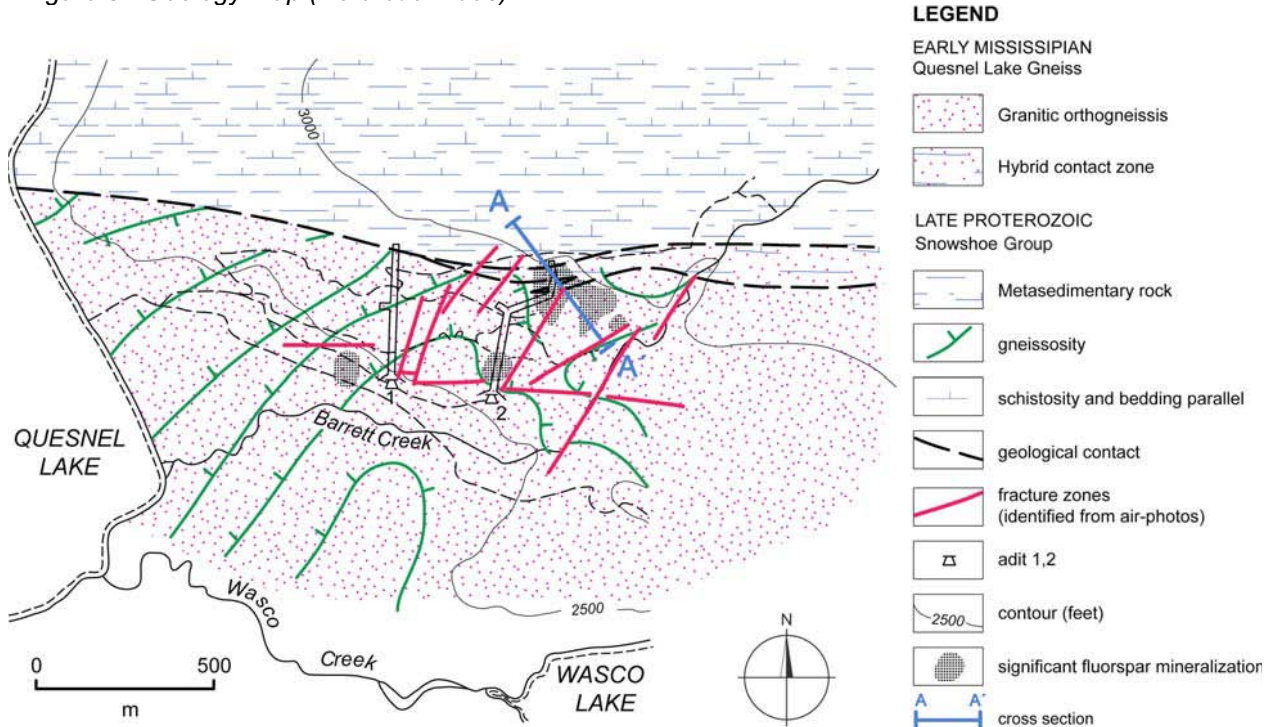 LEGEND
EARLY MISSISSIPIAN
Quesnel Lake Gneiss
Granitic orthogneissis
Hybrid contact zone
LATE PROTEROZOIC
Snowshoe Group
Metasedimentary rock
gneissosity
schistosity and bedding parallel
geological contact
fracture zones
(identified from air-photos)
adit 1,2
2500
contour (feet)
significant fluorspar mineralization
A A´
cross section
3000
A
A´
1
2
Barrett Creek
QUESNEL
LAKE
Wasco
Creek
2500
WASCO
LAKE
N
0 500
m